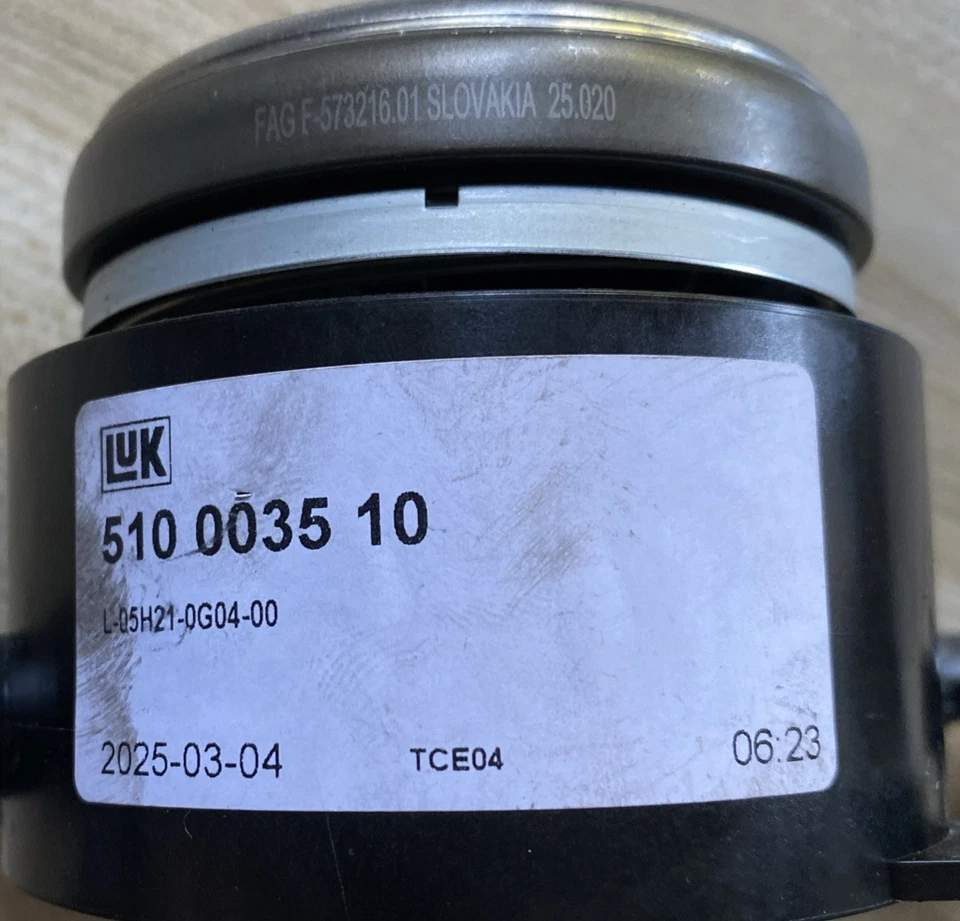 FAG F-573216.01 SLOVAKIA 25.020
LUK
510 0035 10
L-05H21-0G04-00
2025-03-04 TCE04 06:23